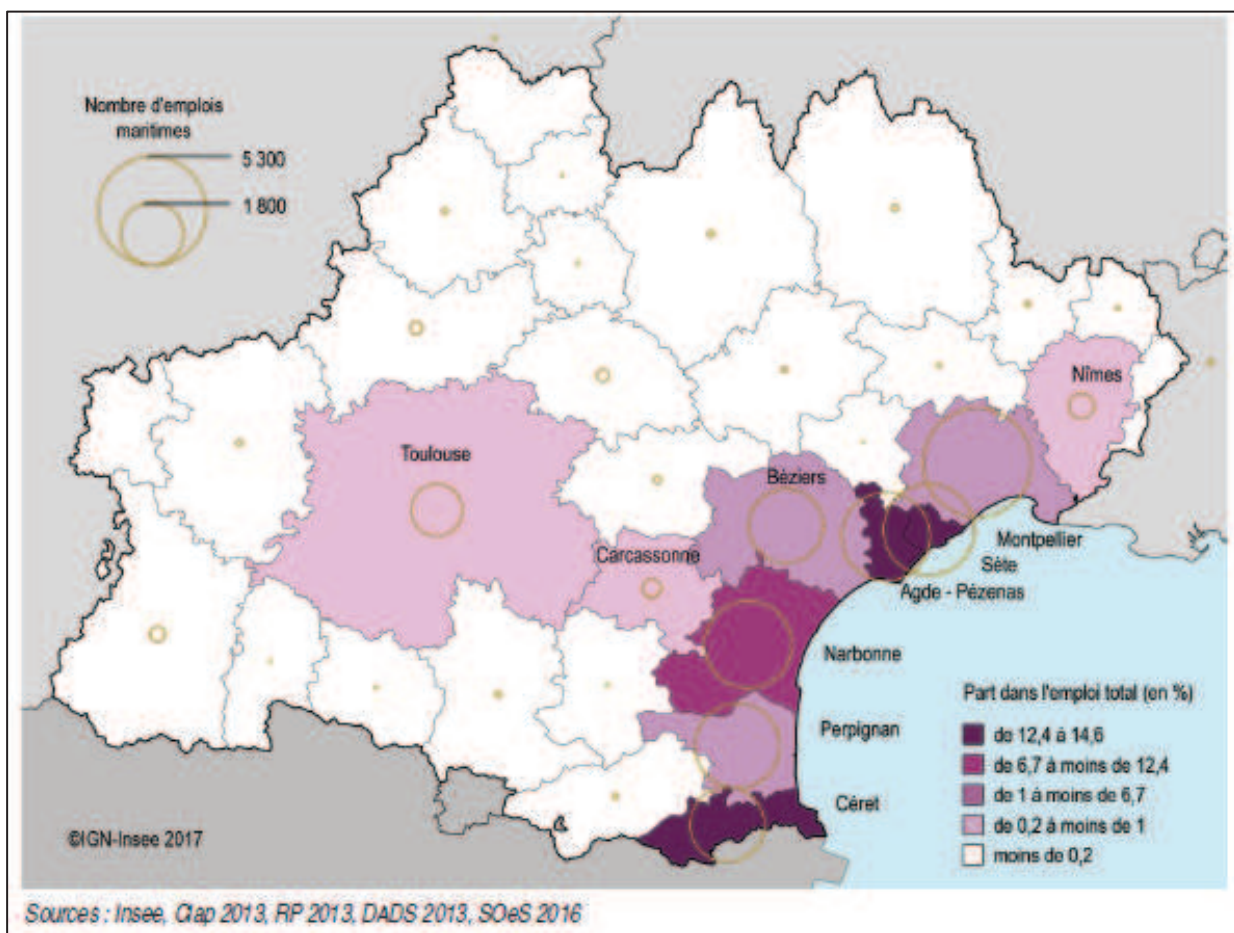 Nombre d'emplois
maritimes
5 300
1 800
Nîmes
Toulouse
Béziers
Carcassonne
Montpellier
Sète
Agde - Pézenas
Narbonne
Part dans l'emploi total (en %)
Perpignan
de 12,4 à 14,6
de 6,7 à moins de 12,4
Céret
de 1 à moins de 6,7
de 0,2 à moins de 1
moins de 0,2
©IGN-Insee 2017
Sources : Insee, Clap 2013, RP 2013, DADS 2013, SOeS 2016